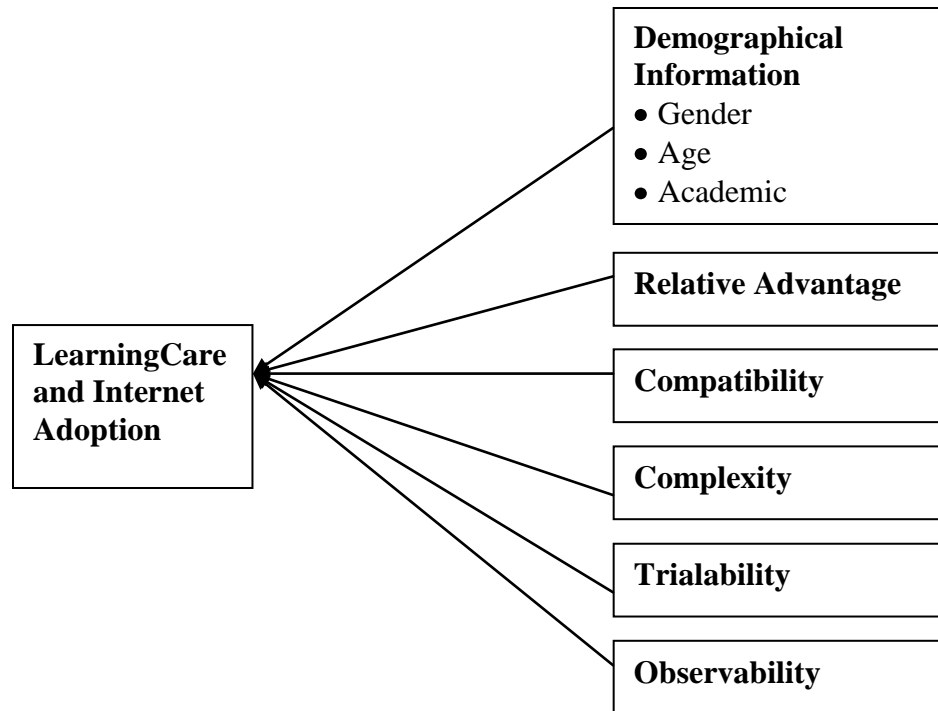 Demographical
Information
• Gender
• Age
• Academic
Relative Advantage
LearningCare
and Internet
Adoption
Compatibility
Complexity
Trialability
Observability